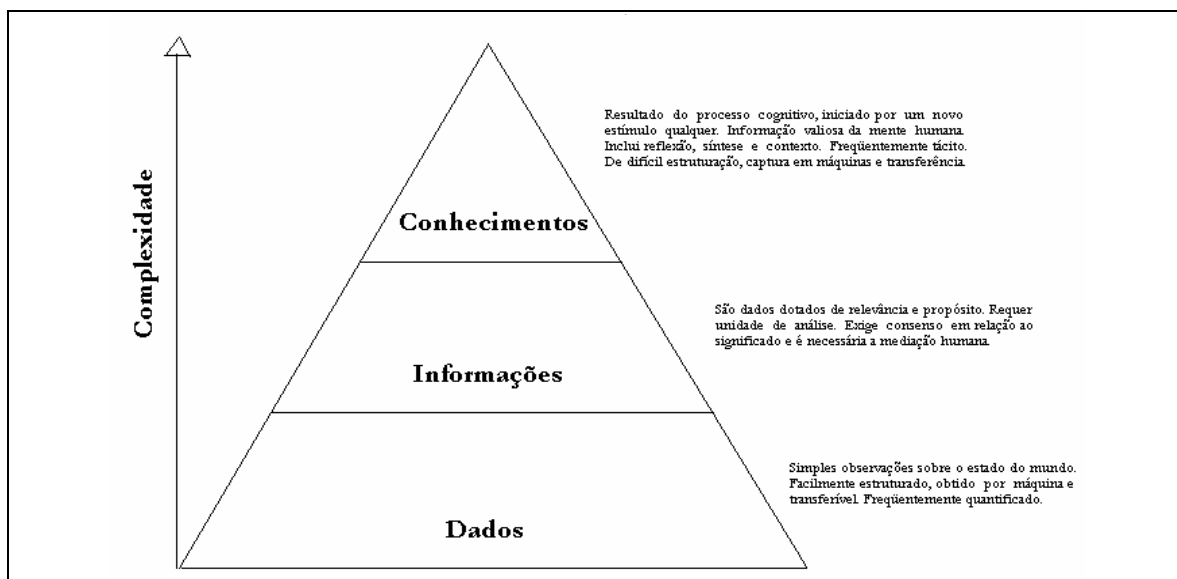 Resultado do processo cognitivo, iniciado por um novo
estímulo qualquer. Informação valiosa da mente humana.
Inclui reflexão, síntese e contexto. Freqüentemente tácito.
De difícil estruturação, captura em máquinas e transferência.
Conhecimentos
Complexidade
São dados dotados de relevância e propósito. Requer
unidade de análise. Exige consenso em relação ao
significado e é necessária a mediação humana.
Informações
Simples observações sobre o estado do mundo.
Facilmente estruturado, obtido por máquina e
transferível. Freqüentemente quantificado.
Dados